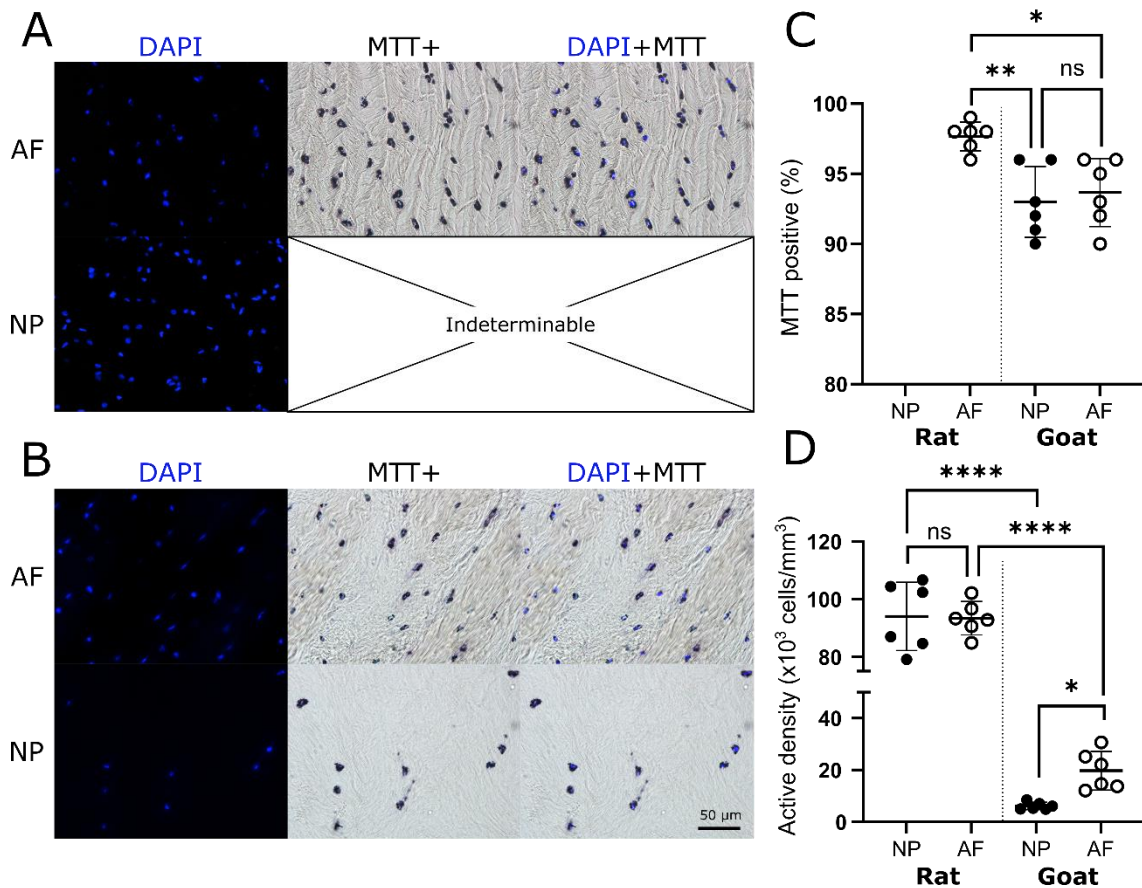 A
DAPI
MTT+
DAPI+MTT
AF
NP
Indeterminable
B
DAPI
MTT+
DAPI+MTT
AF
NP
50 µm
C
*
**
ns
MTT positive (%)
100
95
90
85
80
NP
AF
NP
AF
Rat
Goat
D
****
ns
****
*
Active density (x10³ cells/mm³)
120
100
80
40
20
0
NP
AF
NP
AF
Rat
Goat